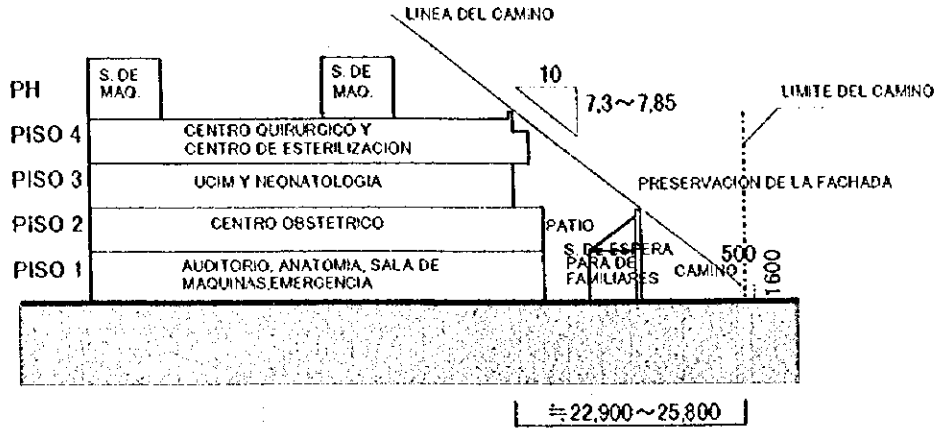 LINEA DEL CAMINO
PH
S. DE
MAQ.
S. DE
MAQ.
10
7,3～7,85
LIMITE DEL CAMINO
PISO 4
CENTRO QUIRURGICO Y
CENTRO DE ESTERILIZACION
PISO 3
UCIM Y NEONATOLOGIA
PRESERVACION DE LA FACHADA
PISO 2
CENTRO OBSTETRICO
PATIO
S. DE ESPERA
PARA DE
FAMILIARES
CAMINO
500
1600
PISO 1
AUDITORIO, ANATOMIA, SALA DE
MAQUINAS,EMERGENCIA
≒22,900～25,800